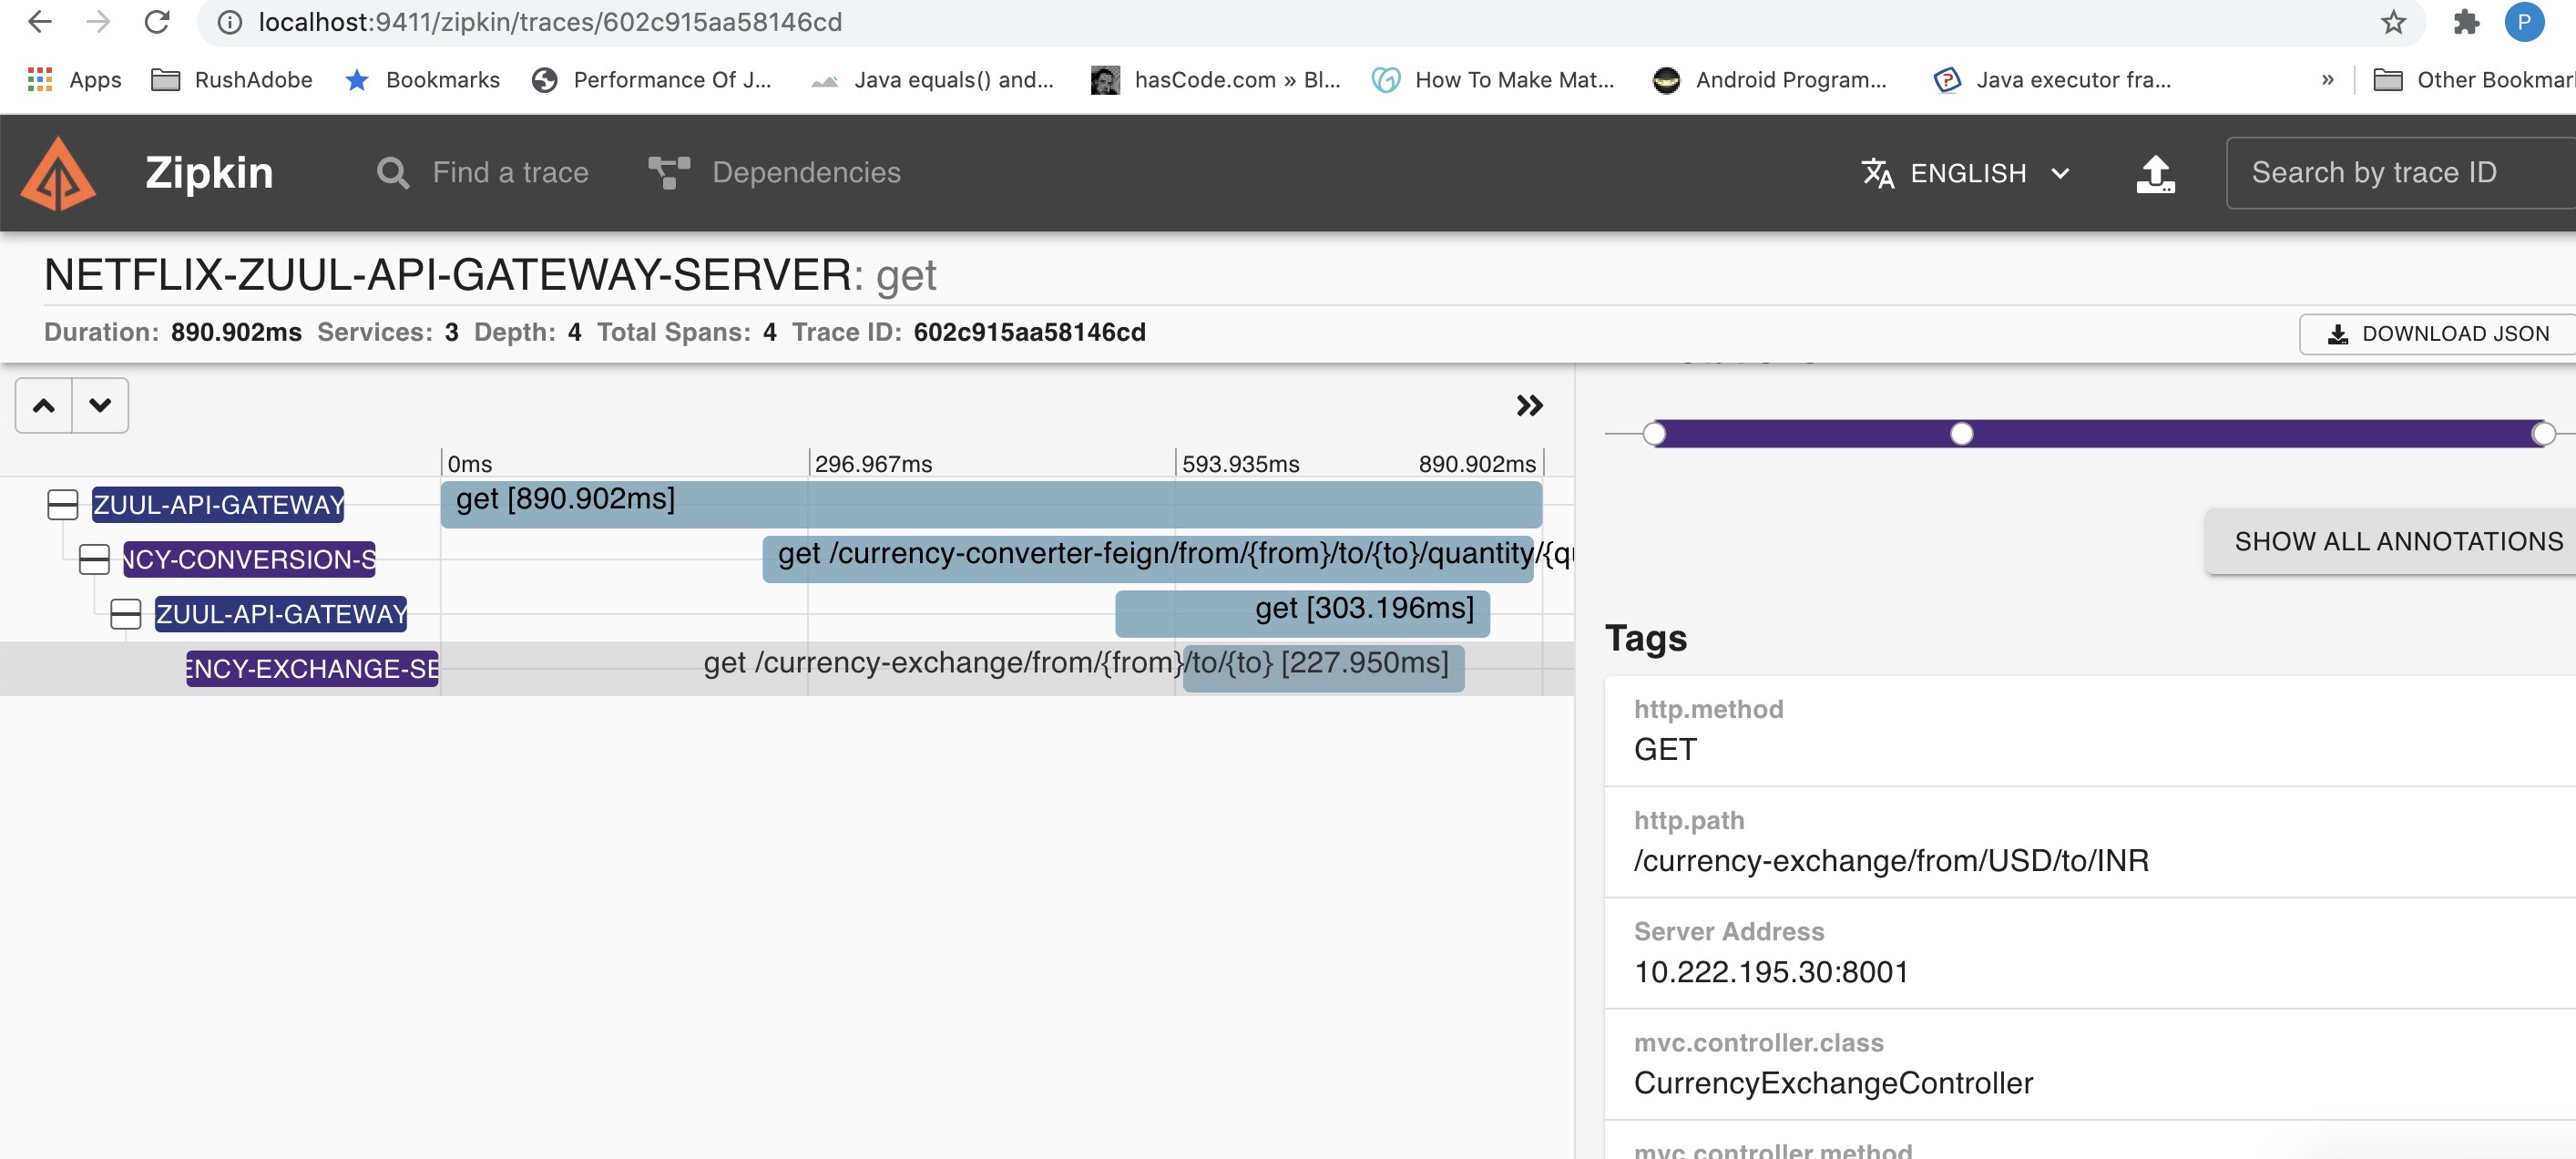 localhost:9411/zipkin/traces/602c915aa58146cd
P
Apps RushAdobe Bookmarks Performance Of J... Java equals() and... hasCode.com » Bl... How To Make Mat... Android Program... Java executor fra... » Other Bookmar
Zipkin Find a trace Dependencies ENGLISH Search by trace ID
NETFLIX-ZUUL-API-GATEWAY-SERVER: get
Duration: 890.902ms Services: 3 Depth: 4 Total Spans: 4 Trace ID: 602c915aa58146cd DOWNLOAD JSON
0ms 296.967ms 593.935ms 890.902ms
ZUUL-API-GATEWAY get [890.902ms]
NCY-CONVERSION-S get /currency-converter-feign/from/{from}/to/{to}/quantity/{qu
ZUUL-API-GATEWAY get [303.196ms]
ENCY-EXCHANGE-SE get /currency-exchange/from/{from}/to/{to} [227.950ms]
SHOW ALL ANNOTATIONS
Tags
http.method
GET
http.path
/currency-exchange/from/USD/to/INR
Server Address
10.222.195.30:8001
mvc.controller.class
CurrencyExchangeController
mvc.controller.method